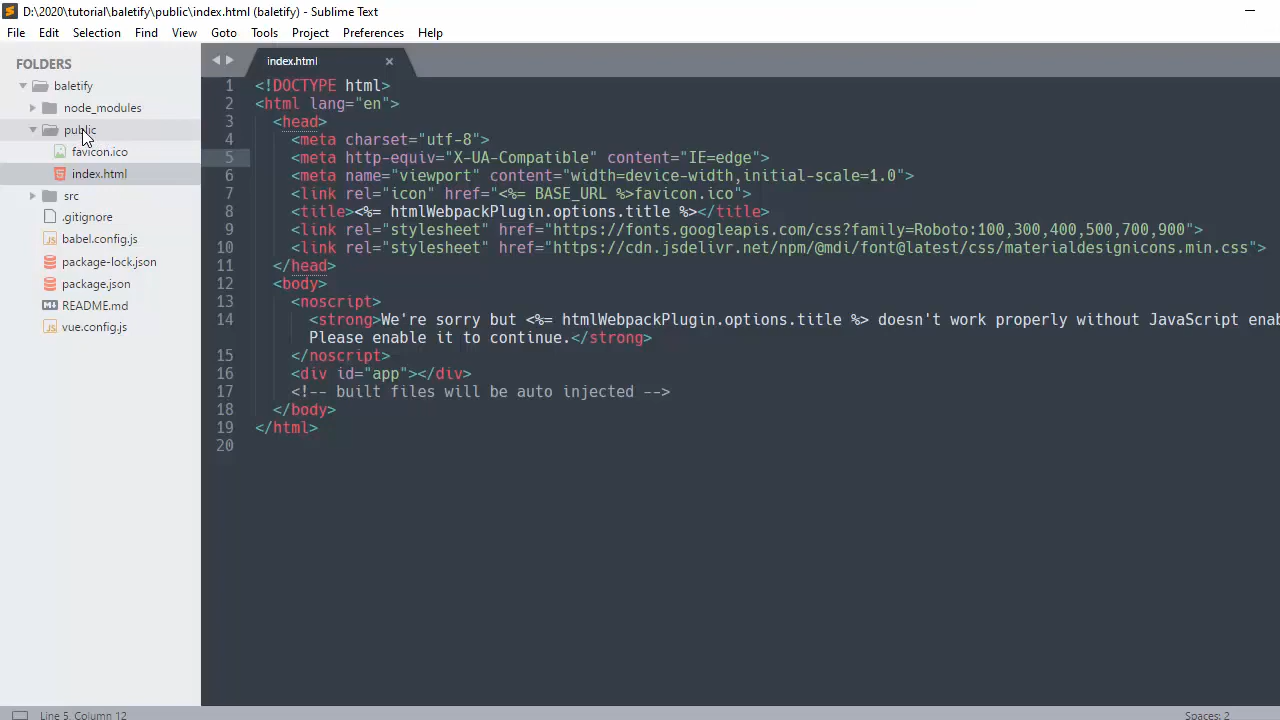 D:\2020\tutorial\baletify\public\index.html (baletify) - Sublime Text
File Edit Selection Find View Goto Tools Project Preferences Help
FOLDERS
baletify
node_modules
public
favicon.ico
index.html
src
.gitignore
babel.config.js
package-lock.json
package.json
README.md
vue.config.js
index.html
1 <!DOCTYPE html>
2 <html lang="en">
3 <head>
4 <meta charset="utf-8">
5 <meta http-equiv="X-UA-Compatible" content="IE=edge">
6 <meta name="viewport" content="width=device-width,initial-scale=1.0">
7 <link rel="icon" href="<%= BASE_URL %>favicon.ico">
8 <title><%= htmlWebpackPlugin.options.title %></title>
9 <link rel="stylesheet" href="https://fonts.googleapis.com/css?family=Roboto:100,300,400,500,700,900">
10 <link rel="stylesheet" href="https://cdn.jsdelivr.net/npm/@mdi/font@latest/css/materialdesignicons.min.css">
11 </head>
12 <body>
13 <noscript>
14 <strong>We're sorry but <%= htmlWebpackPlugin.options.title %> doesn't work properly without JavaScript enab
Please enable it to continue.</strong>
15 </noscript>
16 <div id="app"></div>
17 <!-- built files will be auto injected -->
18 </body>
19 </html>
20
Line 5, Column 12
Spaces: 2